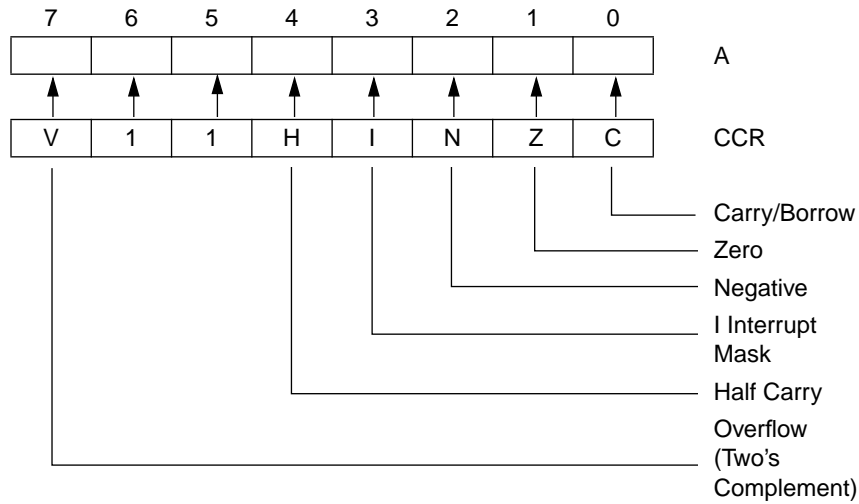 7 6 5 4 3 2 1 0
A
V 1 1 H I N Z C
CCR
Carry/Borrow
Zero
Negative
I Interrupt
Mask
Half Carry
Overflow
(Two's
Complement)